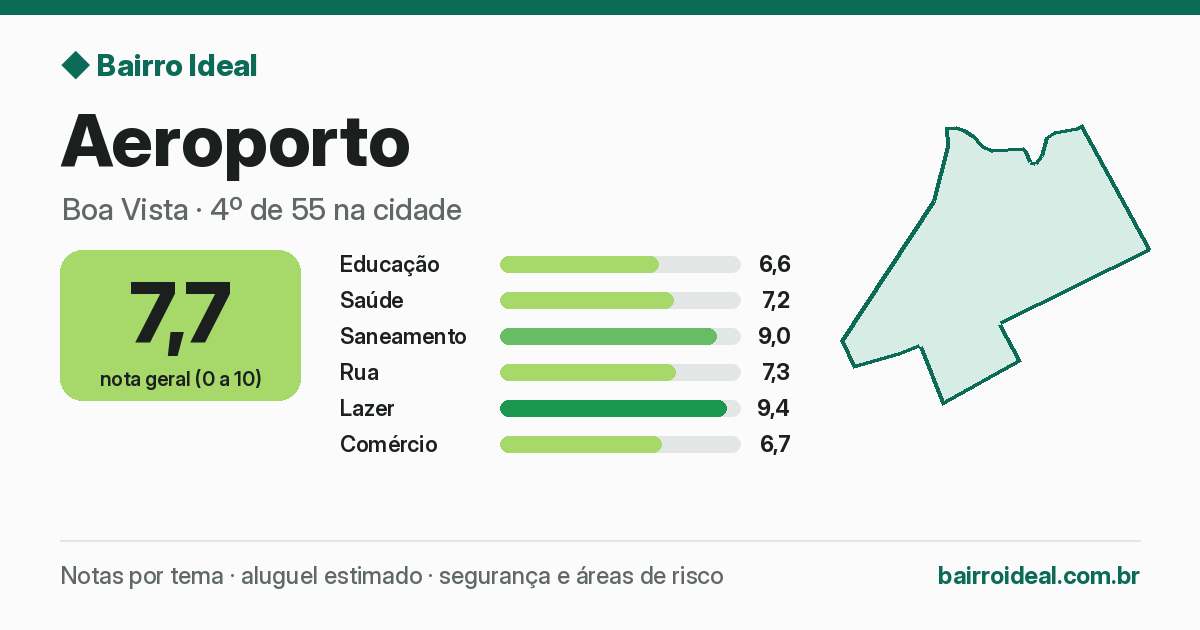 Bairro Ideal
Aeroporto
Boa Vista · 4º de 55 na cidade
7,7
nota geral (0 a 10)
Educação 6,6
Saúde 7,2
Saneamento 9,0
Rua 7,3
Lazer 9,4
Comércio 6,7
Notas por tema · aluguel estimado · segurança e áreas de risco
bairroideal.com.br